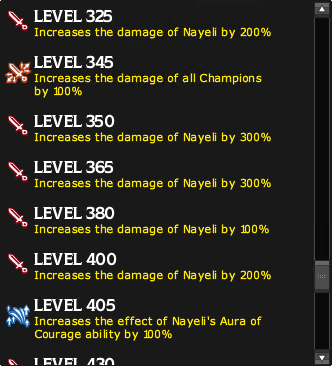 LEVEL 325
Increases the damage of Nayeli by 200%
LEVEL 345
Increases the damage of all Champions
by 100%
LEVEL 350
Increases the damage of Nayeli by 300%
LEVEL 365
Increases the damage of Nayeli by 300%
LEVEL 380
Increases the damage of Nayeli by 100%
LEVEL 400
Increases the damage of Nayeli by 200%
LEVEL 405
Increases the effect of Nayeli's Aura of
Courage ability by 100%
LEVEL 430